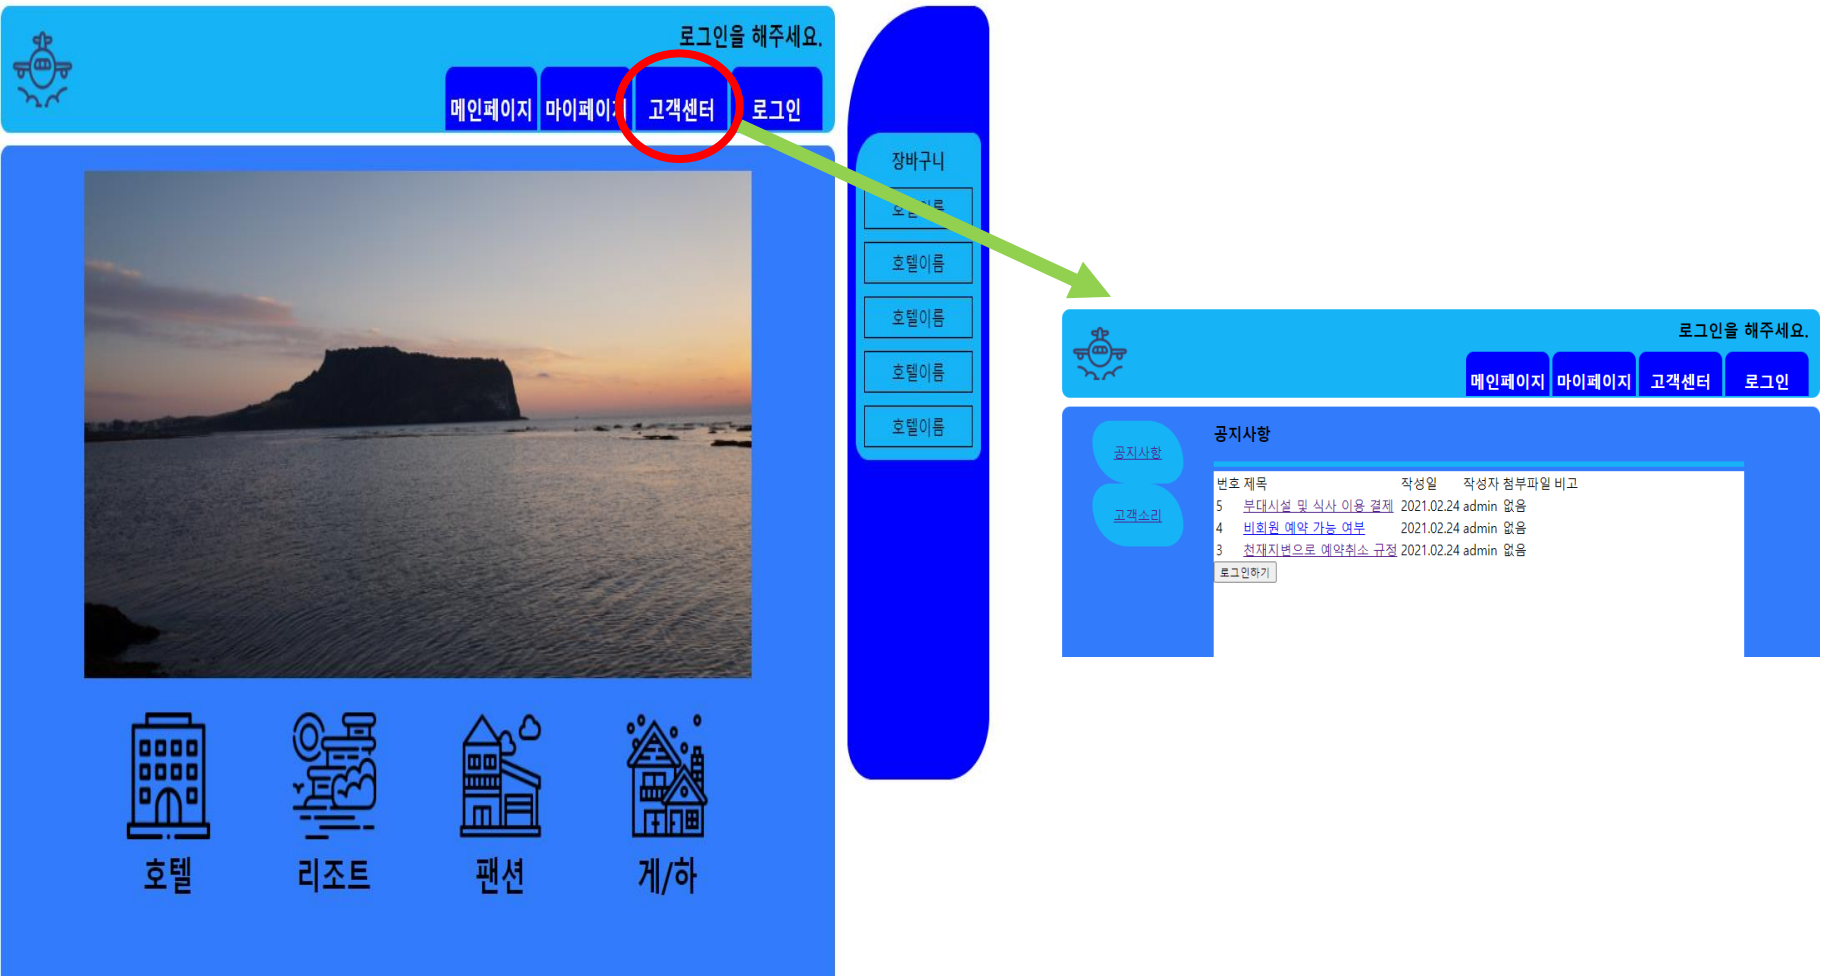 로그인을 해주세요.
메인페이지 마이페이지 고객센터 로그인
장바구니
호텔이름
호텔이름
호텔이름
호텔이름
호텔이름
호텔 리조트 팬션 게/하
로그인을 해주세요.
메인페이지 마이페이지 고객센터 로그인
공지사항
고객소리
공지사항
번호 제목 작성일 작성자 첨부파일 비고
5 부대시설 및 식사 이용 결제 2021.02.24 admin 없음
4 비회원 예약 가능 여부 2021.02.24 admin 없음
3 천재지변으로 예약취소 규정 2021.02.24 admin 없음
로그인하기